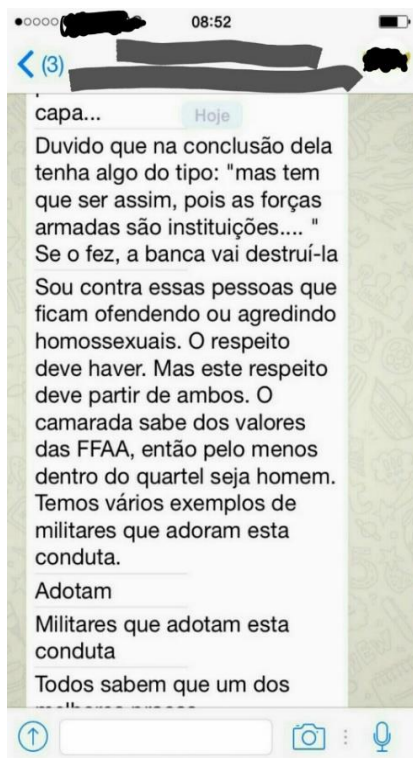 08:52
(3)
capa...
Hoje
Duvido que na conclusão dela
tenha algo do tipo: "mas tem
que ser assim, pois as forças
armadas são instituições.... "
Se o fez, a banca vai destruí-la
Sou contra essas pessoas que
ficam ofendendo ou agredindo
homossexuais. O respeito
deve haver. Mas este respeito
deve partir de ambos. O
camarada sabe dos valores
das FFAA, então pelo menos
dentro do quartel seja homem.
Temos vários exemplos de
militares que adoram esta
conduta.
Adotam
Militares que adotam esta
conduta
Todos sabem que um dos